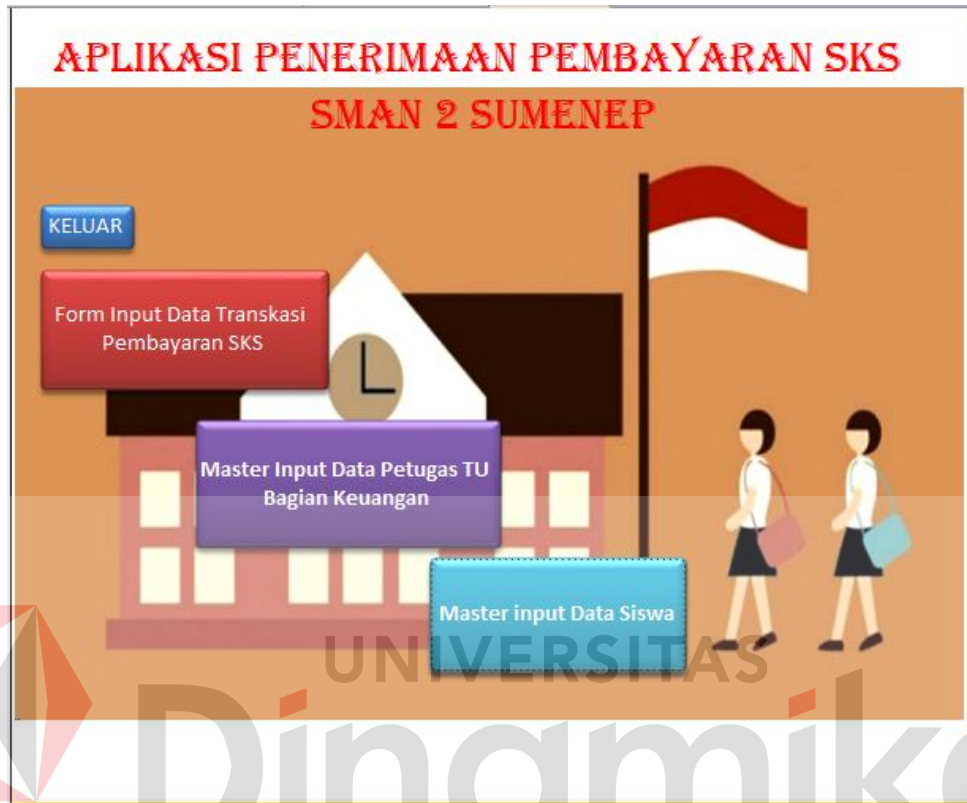 APLIKASI PENERIMAAN PEMBAYARAN SKS
SMAN 2 SUMENEP
KELUAR
Form Input Data Transkasi
Pembayaran SKS
Master Input Data Petugas TU
Bagian Keuangan
Master input Data Siswa
UNIVERSITAS
Dinamika